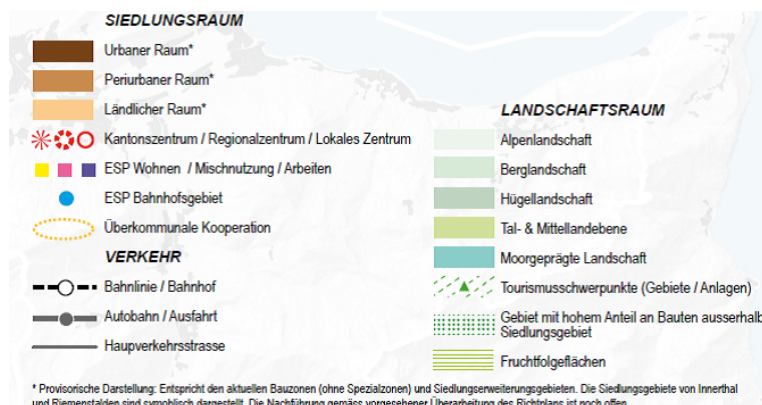 SIEDLUNGSRAUM
Urbaner Raum*
Periurbaner Raum*
Ländlicher Raum*
Kantonszentrum / Regionalzentrum / Lokales Zentrum
ESP Wohnen / Mischnutzung / Arbeiten
ESP Bahnhofsgebiet
Überkommunale Kooperation
VERKEHR
Bahnlinie / Bahnhof
Autobahn / Ausfahrt
Haupverkehrsstrasse
LANDSCHAFTSRAUM
Alpenlandschaft
Berglandschaft
Hügellandschaft
Tal- & Mittellandebene
Moorgeprägte Landschaft
Tourismusschwerpunkte (Gebiete / Anlagen)
Gebiet mit hohem Anteil an Bauten ausserhalb
Siedlungsgebiet
Fruchtfolgeflächen
* Provisorische Darstellung: Entspricht den aktuellen Bauzonen (ohne Spezialzonen) und Siedlungserweiterungsgebieten. Die Siedlungsgebiete von Innerthal
und Riemenstalden sind symbolisch dargestellt. Die Nachführung gemäss vorgesehener Überarbeitung des Richtplans ist noch offen.